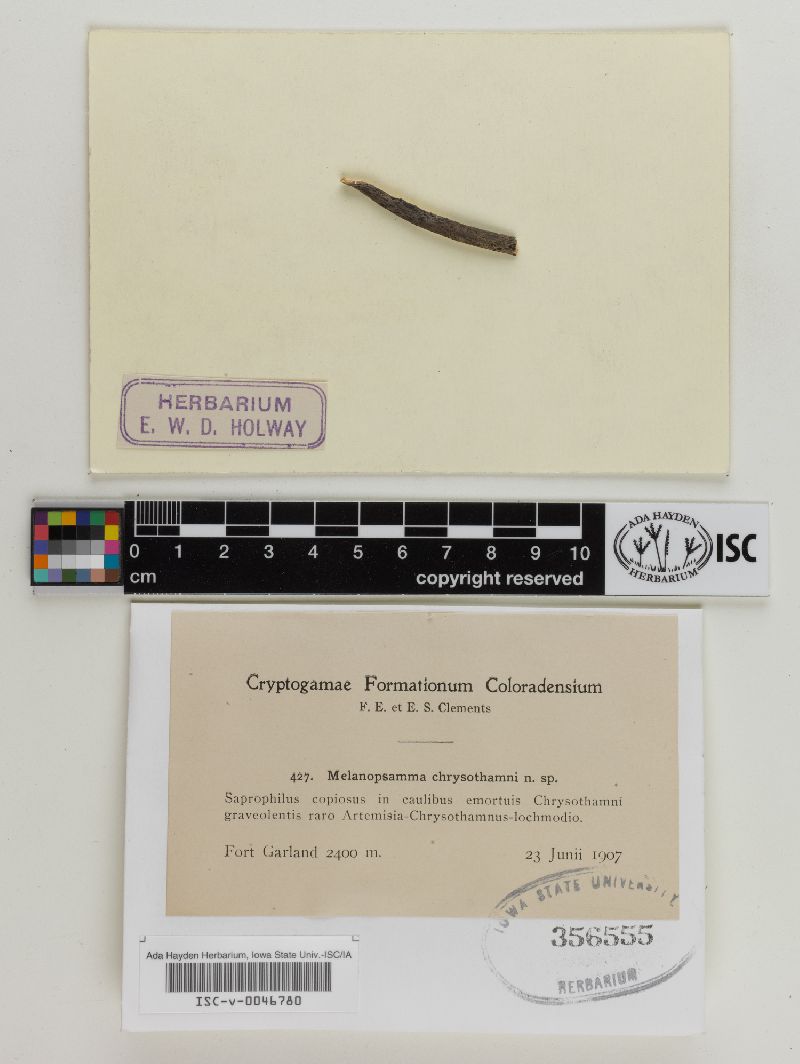 HERBARIUM
E. W. D. HOLWAY
0 1 2 3 4 5 6 7 8 9 10
cm copyright reserved
ADA HAYDEN
HERBARIUM
ISC
Cryptogamae Formationum Coloradensium
F. E. et E. S. Clements
427. Melanopsamma chrysothamni n. sp.
Saprophilus copiosus in caulibus emortuis Chrysothamni
graveolentis raro Artemisia-Chrysothamnus-lochmodio.
Fort Garland 2400 m. 23 Junii 1907
IOWA STATE UNIVERSITY
356555
HERBARIUM
Ada Hayden Herbarium, Iowa State Univ.-ISC/IA
ISC-v-0046780